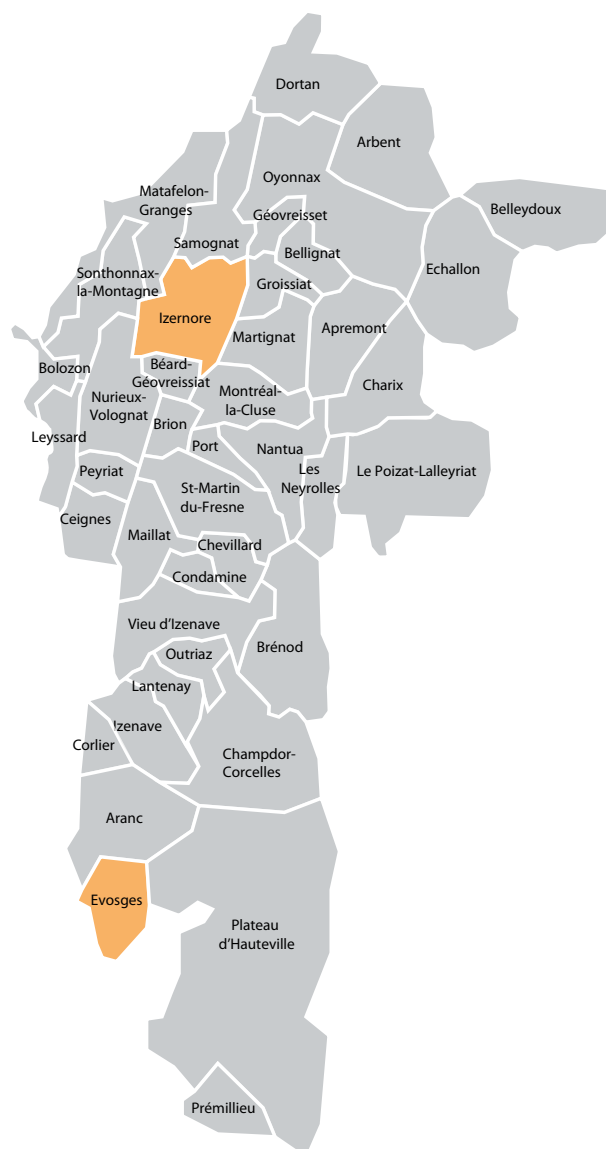 Dortan
Arbent
Oyonnax
Matafelon-
Granges
Belleydoux
Géovreisset
Samognat
Bellignat
Echallon
Sonthonnax-
la-Montagne
Groissiat
Izernore
Apremont
Martignat
Bolozon
Béard-
Géovreissiat
Charix
Nurieux-
Volognat
Montréal-
la-Cluse
Leyssard
Brion
Port
Nantua
Peyriat
Les
Neyrolles
Le Poizat-Lalleyriat
St-Martin
du-Fresne
Ceignes
Maillat
Chevillard
Condamine
Vieu d'Izenave
Brénod
Outriaz
Lantenay
Izenave
Corlier
Champdor-
Corcelles
Aranc
Evosges
Plateau
d'Hauteville
Prémillieu